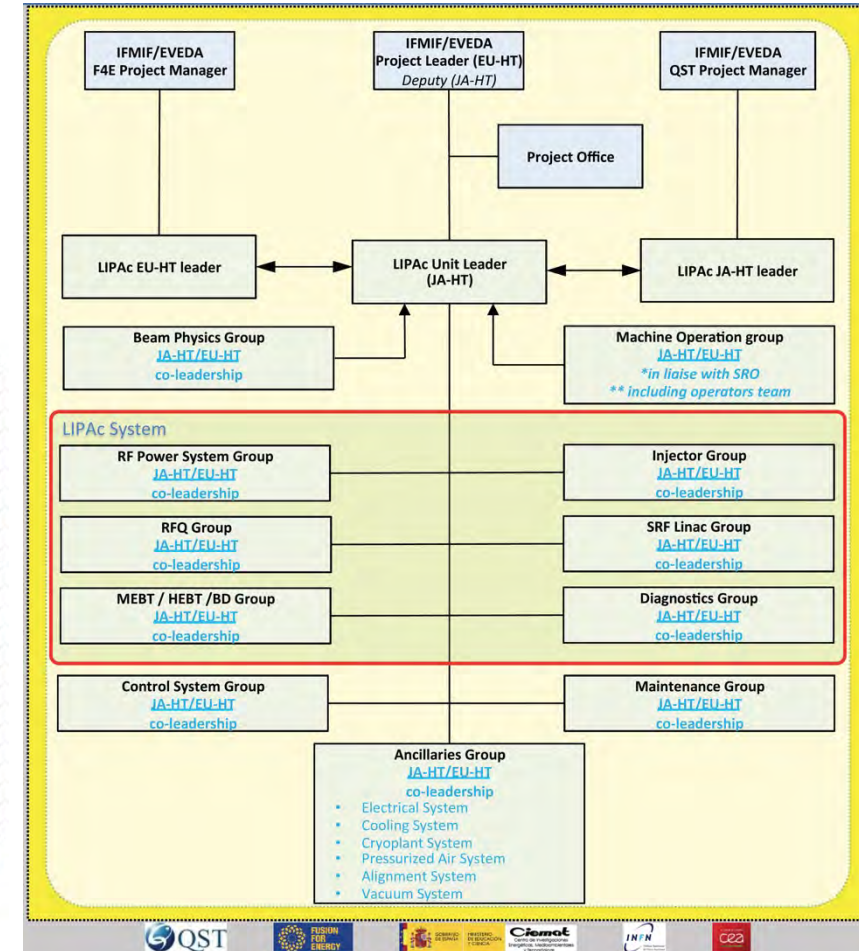 IFMIF/EVEDA
F4E Project Manager
IFMIF/EVEDA
Project Leader (EU-HT)
Deputy (JA-HT)
IFMIF/EVEDA
QST Project Manager
Project Office
LIPAc EU-HT leader
LIPAc Unit Leader
(JA-HT)
LIPAc JA-HT leader
Beam Physics Group
JA-HT/EU-HT
co-leadership
Machine Operation group
JA-HT/EU-HT
*in liaise with SRO
** including operators team
LIPAc System
RF Power System Group
JA-HT/EU-HT
co-leadership
Injector Group
JA-HT/EU-HT
co-leadership
RFQ Group
JA-HT/EU-HT
co-leadership
SRF Linac Group
JA-HT/EU-HT
co-leadership
MEBT / HEBT /BD Group
JA-HT/EU-HT
co-leadership
Diagnostics Group
JA-HT/EU-HT
co-leadership
Control System Group
JA-HT/EU-HT
co-leadership
Maintenance Group
JA-HT/EU-HT
co-leadership
Ancillaries Group
JA-HT/EU-HT
co-leadership
• Electrical System
• Cooling System
• Cryoplant System
• Pressurized Air System
• Alignment System
• Vacuum System
QST
FUSION
FOR
ENERGY
GOBIERNO
DE ESPAÑA
MINISTERIO
DE EDUCACIÓN
Y CIENCIA
Ciemat
INFN
cea